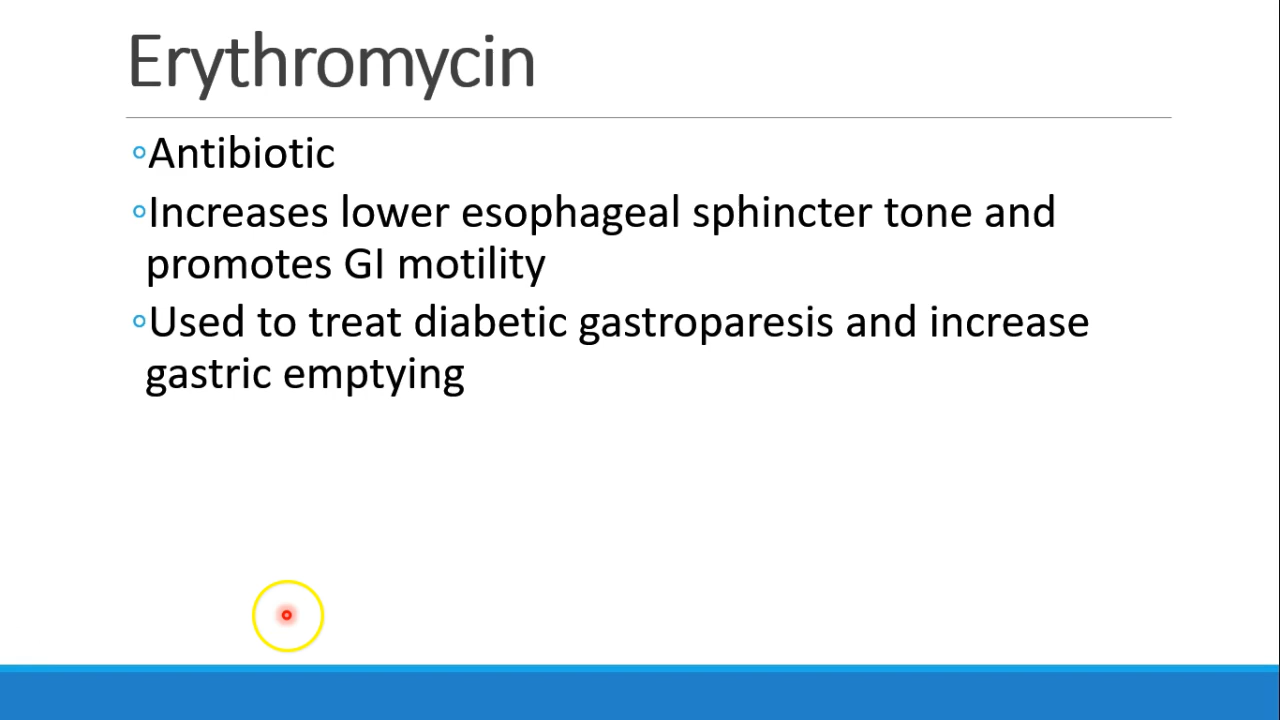 Erythromycin
◦Antibiotic
◦Increases lower esophageal sphincter tone and
promotes GI motility
◦Used to treat diabetic gastroparesis and increase
gastric emptying